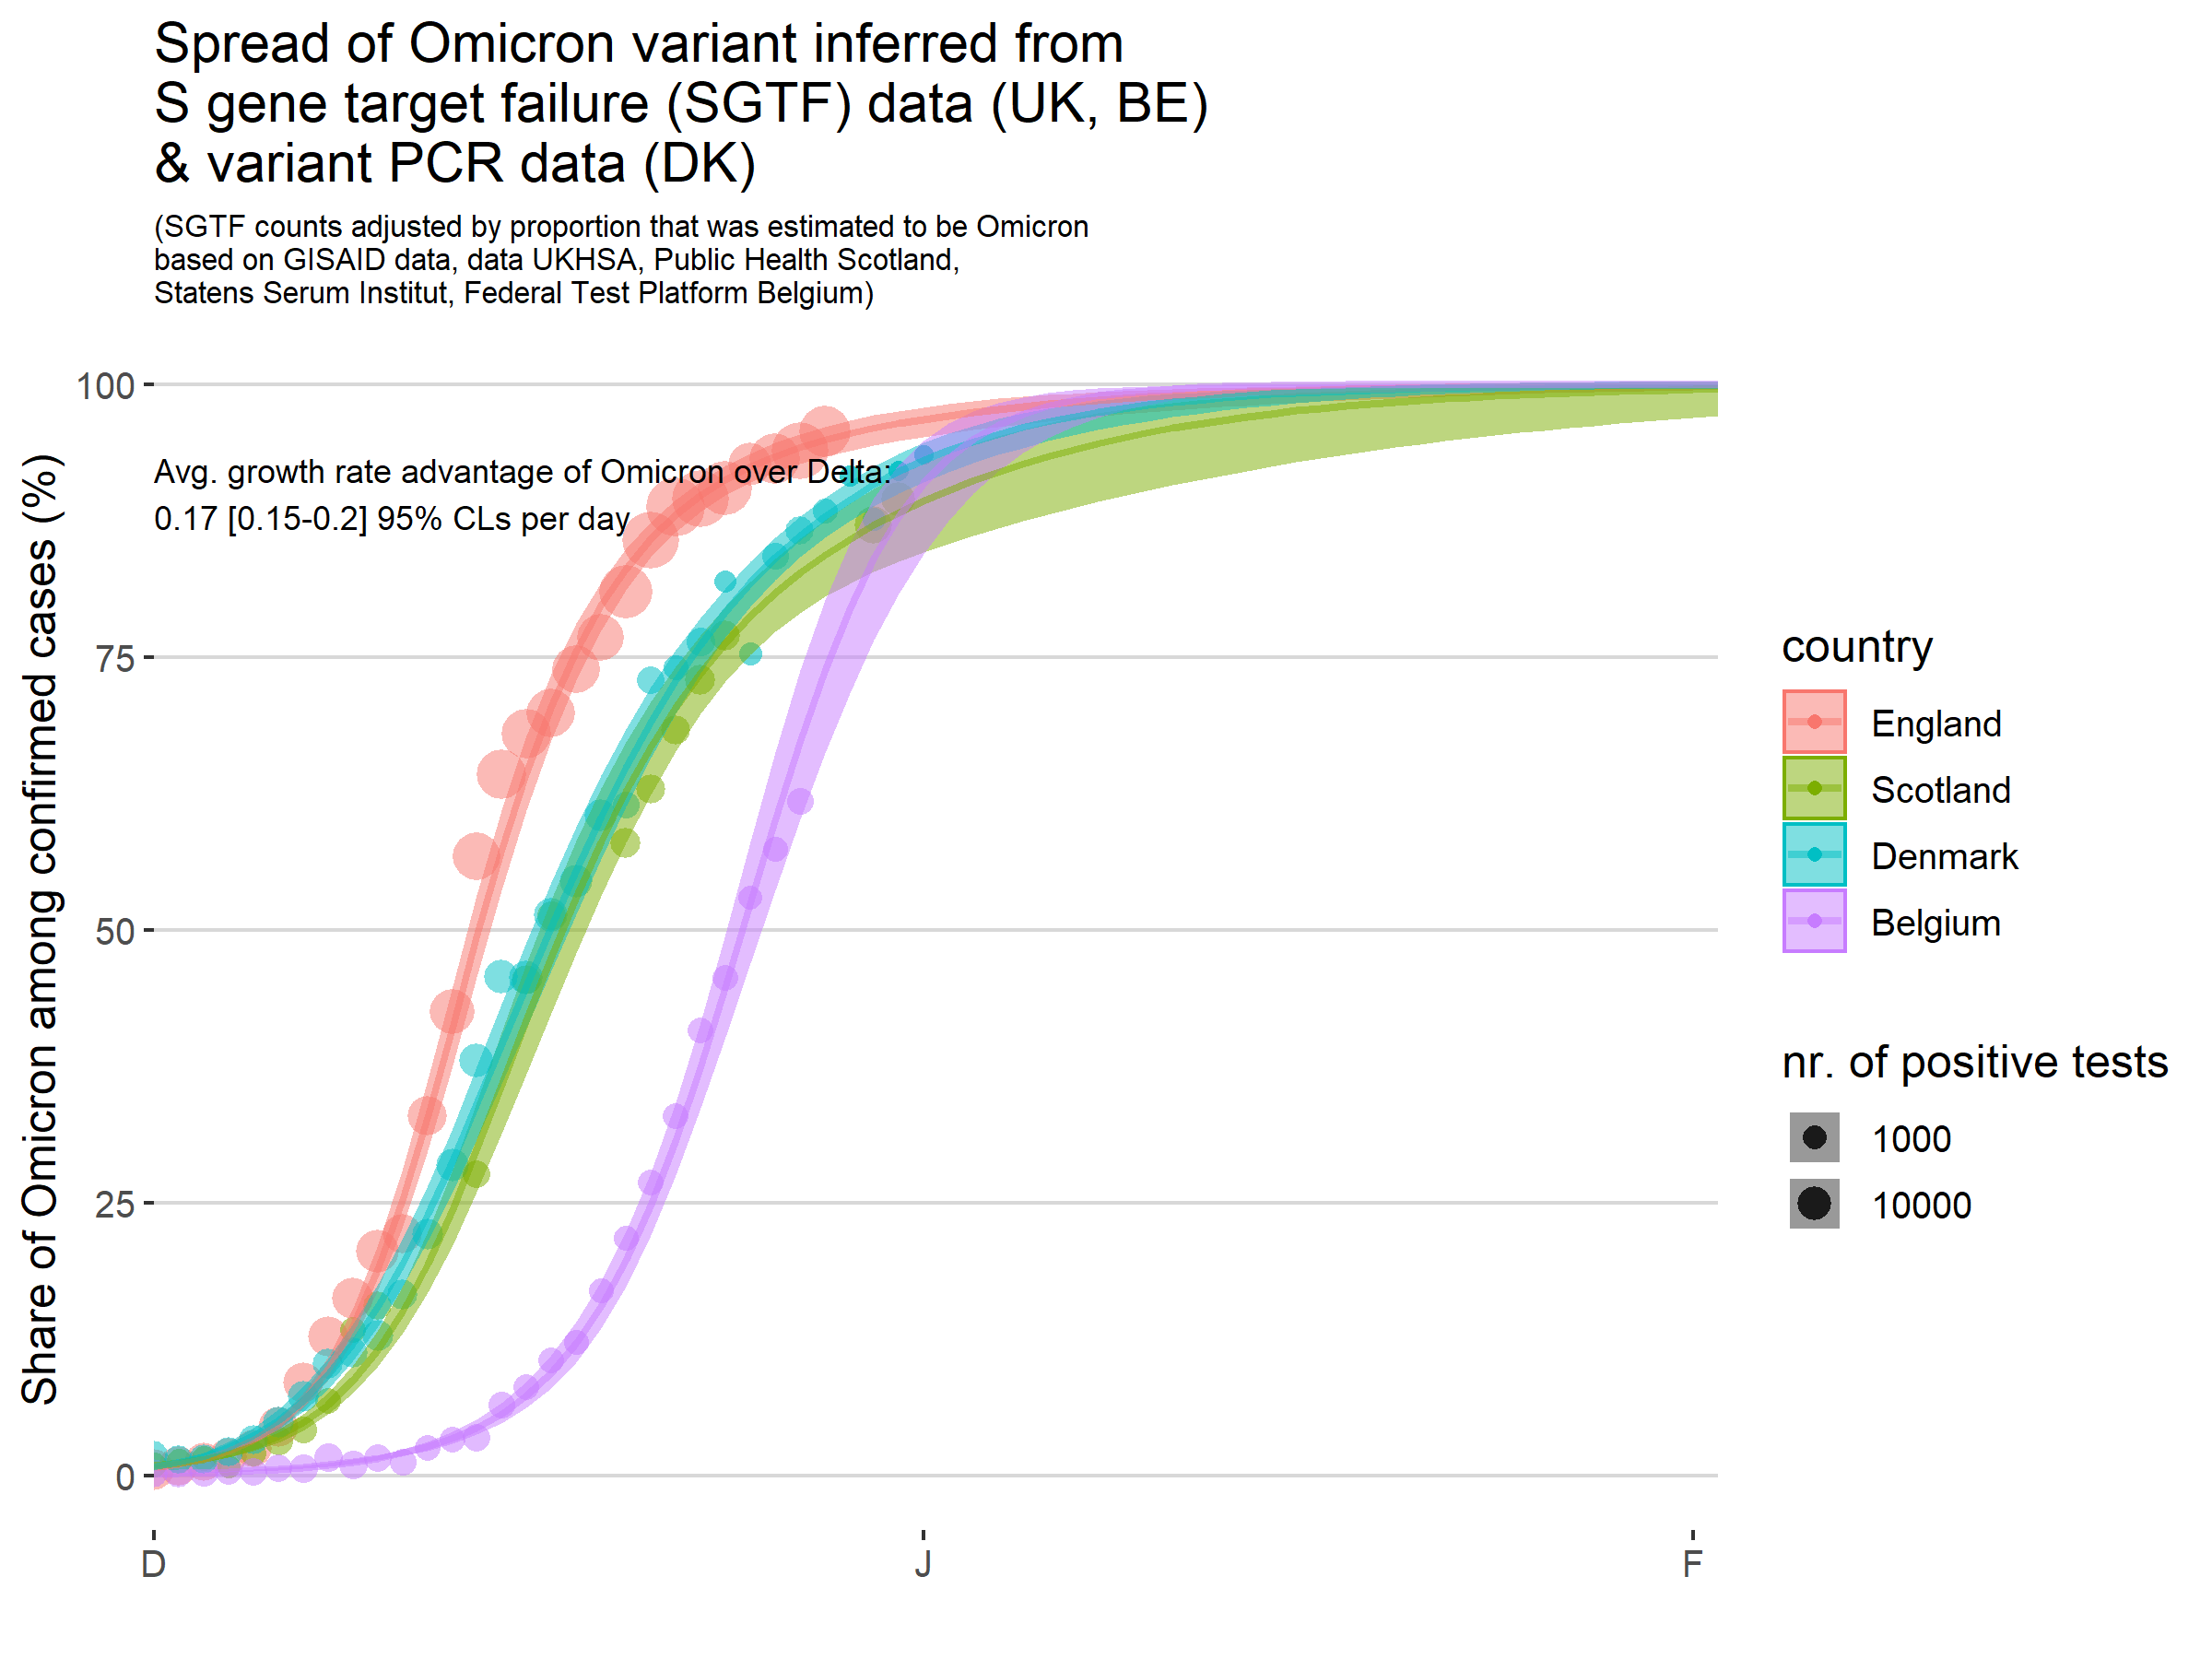 Spread of Omicron variant inferred from
S gene target failure (SGTF) data (UK, BE)
& variant PCR data (DK)
(SGTF counts adjusted by proportion that was estimated to be Omicron
based on GISAID data, data UKHSA, Public Health Scotland,
Statens Serum Institut, Federal Test Platform Belgium)
Share of Omicron among confirmed cases (%)
100
75
50
25
0
Avg. growth rate advantage of Omicron over Delta:
0.17 [0.15-0.2] 95% CLs per day
D
J
F
country
England
Scotland
Denmark
Belgium
nr. of positive tests
1000
10000